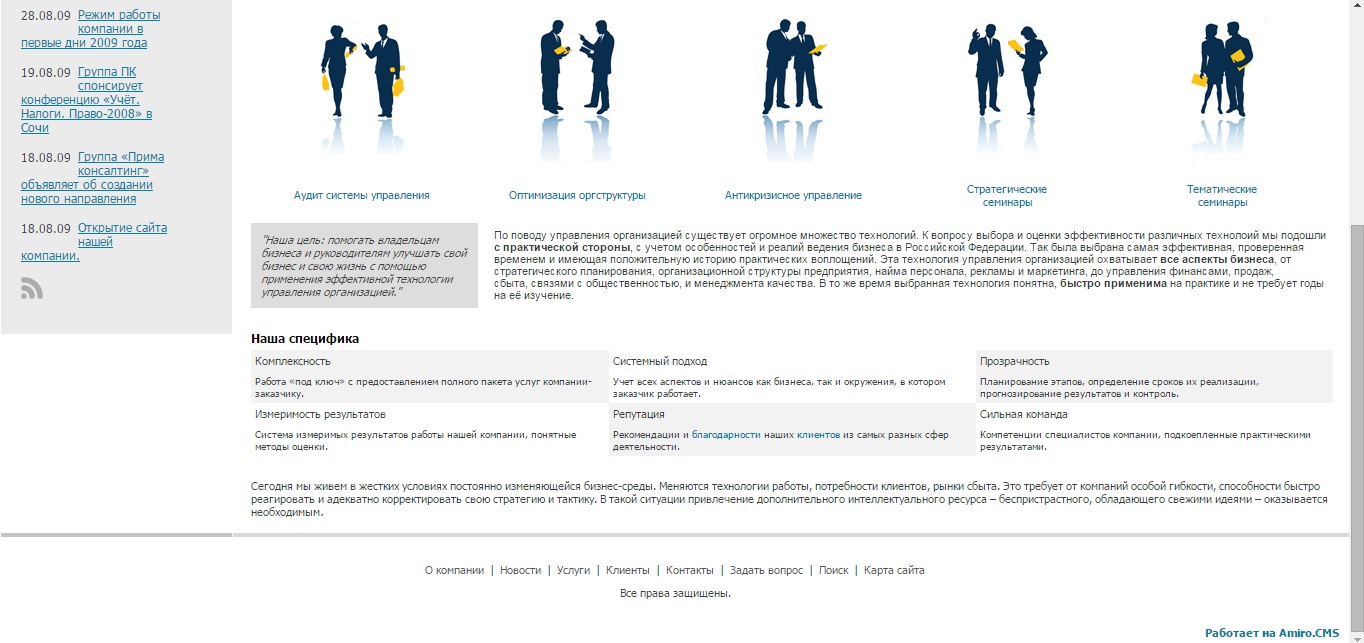 28.08.09 Режим работы
компании в
первые дни 2009 года
19.08.09 Группа ПК
спонсирует
конференцию «Учёт.
Налоги. Право-2008» в
Сочи
18.08.09 Группа «Прима
консалтинг»
объявляет об создании
нового направления
18.08.09 Открытие сайта
нашей
компании.
Аудит системы управления
Оптимизация оргструктуры
Антикризисное управление
Стратегические
семинары
Тематические
семинары
"Наша цель: помогать владельцам
бизнеса и руководителям улучшать свой
бизнес и свою жизнь с помощью
применения эффективной технологии
управления организацией."
По поводу управления организацией существует огромное множество технологий. К вопросу выбора и оценки эффективности различных технолоий мы подошли
с практической стороны, с учетом особенностей и реалий ведения бизнеса в Российской Федерации. Так была выбрана самая эффективная, проверенная
временем и имеющая положительную историю практических воплощений. Эта технология управления организацией охватывает все аспекты бизнеса, от
стратегического планирования, организационной структуры предприятия, найма персонала, рекламы и маркетинга, до управления финансами, продаж,
сбыта, связями с общественностью, и менеджмента качества. В то же время выбранная технология понятна, быстро применима на практике и не требует годы
на её изучение.
Наша специфика
Комплексность
Работа «под ключ» с предоставлением полного пакета услуг компании-
заказчику.
Системный подход
Учет всех аспектов и нюансов как бизнеса, так и окружения, в котором
заказчик работает.
Прозрачность
Планирование этапов, определение сроков их реализации,
прогнозирование результатов и контроль.
Измеримость результатов
Система измеримых результатов работы нашей компании, понятные
методы оценки.
Репутация
Рекомендации и благодарности наших клиентов из самых разных сфер
деятельности.
Сильная команда
Компетенции специалистов компании, подкоепленные практическими
результатами.
Сегодня мы живем в жестких условиях постоянно изменяющейся бизнес-среды. Меняются технологии работы, потребности клиентов, рынки сбыта. Это требует от компаний особой гибкости, способности быстро
реагировать и адекватно корректировать свою стратегию и тактику. В такой ситуации привлечение дополнительного интеллектуального ресурса – беспристрастного, обладающего свежими идеями – оказывается
необходимым.
О компании | Новости | Услуги | Клиенты | Контакты | Задать вопрос | Поиск | Карта сайта
Все права защищены.
Работает на Amiro.CMS